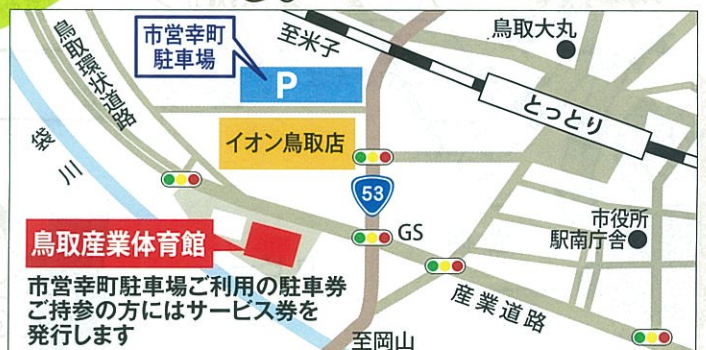 市営幸町
駐車場
至米子
鳥取大丸
鳥取環状道路
P
とっとり
イオン鳥取店
袋川
53
市役所
駅南庁舎
GS
鳥取産業体育館
産業道路
市営幸町駐車場ご利用の駐車券
ご持参の方にはサービス券を
発行します
至岡山